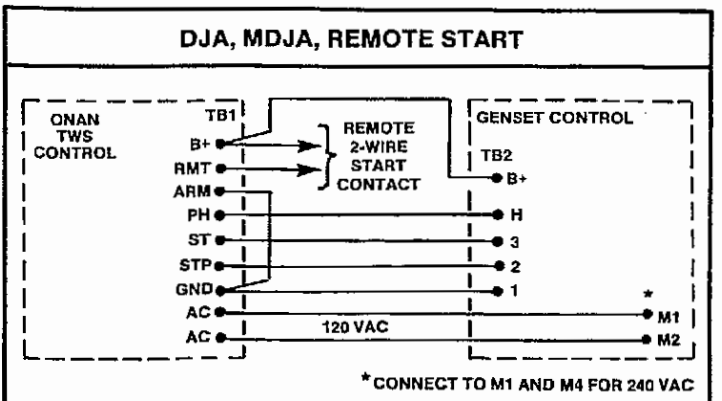 DJA, MDJA, REMOTE START
ONAN
TWS
CONTROL
TB1
B+
RMT
ARM
PH
ST
STP
GND
AC
AC
REMOTE
2-WIRE
START
CONTACT
120 VAC
GENSET CONTROL
TB2
B+
H
3
2
1
*
M1
M2
*CONNECT TO M1 AND M4 FOR 240 VAC